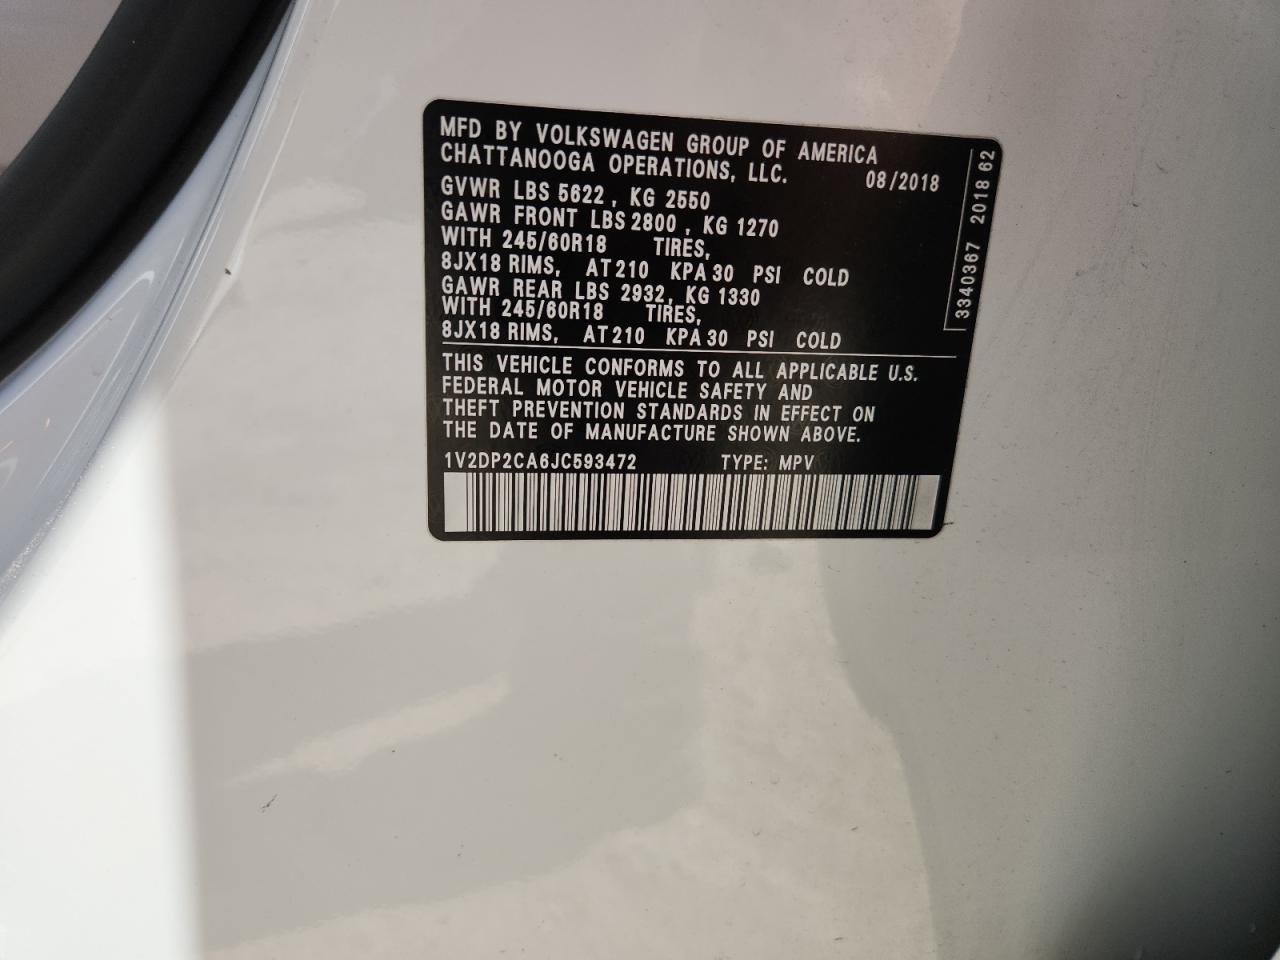 MFD BY VOLKSWAGEN GROUP OF AMERICA
CHATTANOOGA OPERATIONS, LLC. 08/2018
GVWR LBS 5622, KG 2550
GAWR FRONT LBS 2800, KG 1270
WITH 245/60R18 TIRES,
8JX18 RIMS, AT 210 KPA 30 PSI COLD
GAWR REAR LBS 2932, KG 1330
WITH 245/60R18 TIRES,
8JX18 RIMS, AT 210 KPA 30 PSI COLD
THIS VEHICLE CONFORMS TO ALL APPLICABLE U.S.
FEDERAL MOTOR VEHICLE SAFETY AND
THEFT PREVENTION STANDARDS IN EFFECT ON
THE DATE OF MANUFACTURE SHOWN ABOVE.
1V2DP2CA6JC593472 TYPE: MPV
3340367 2018 62